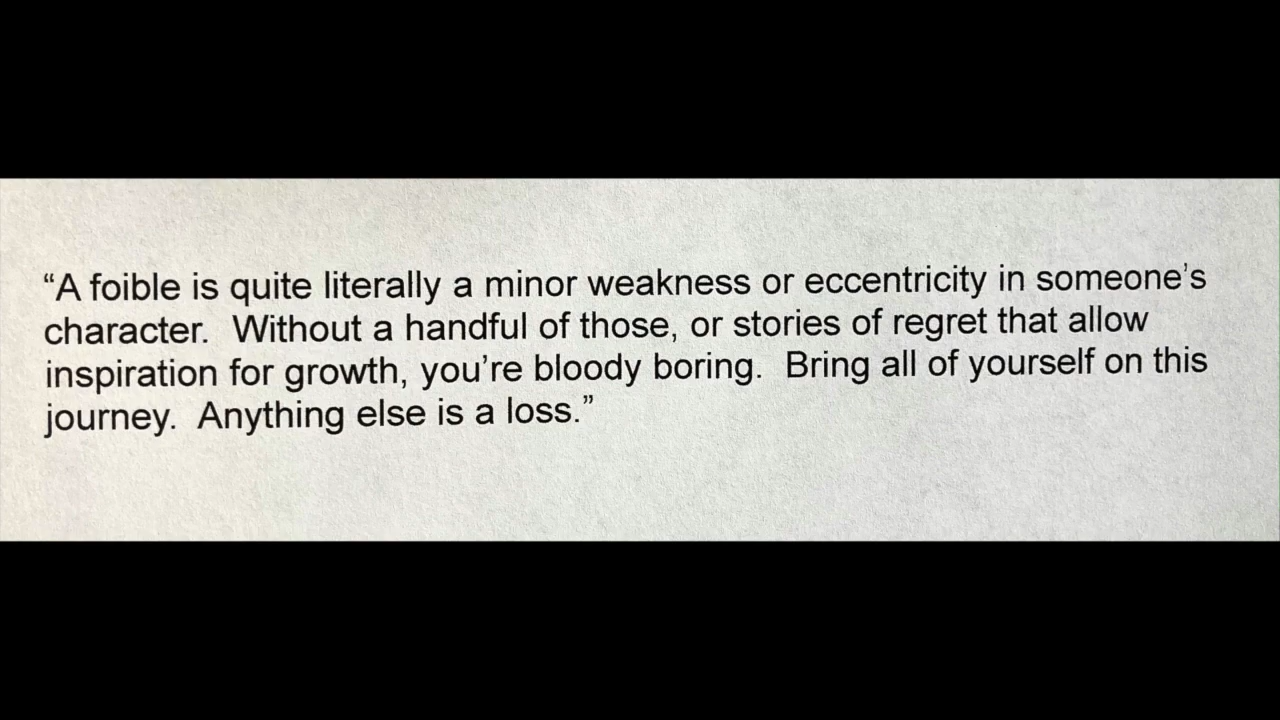 “A foible is quite literally a minor weakness or eccentricity in someone’s
character.  Without a handful of those, or stories of regret that allow
inspiration for growth, you’re bloody boring.  Bring all of yourself on this
journey.  Anything else is a loss.”